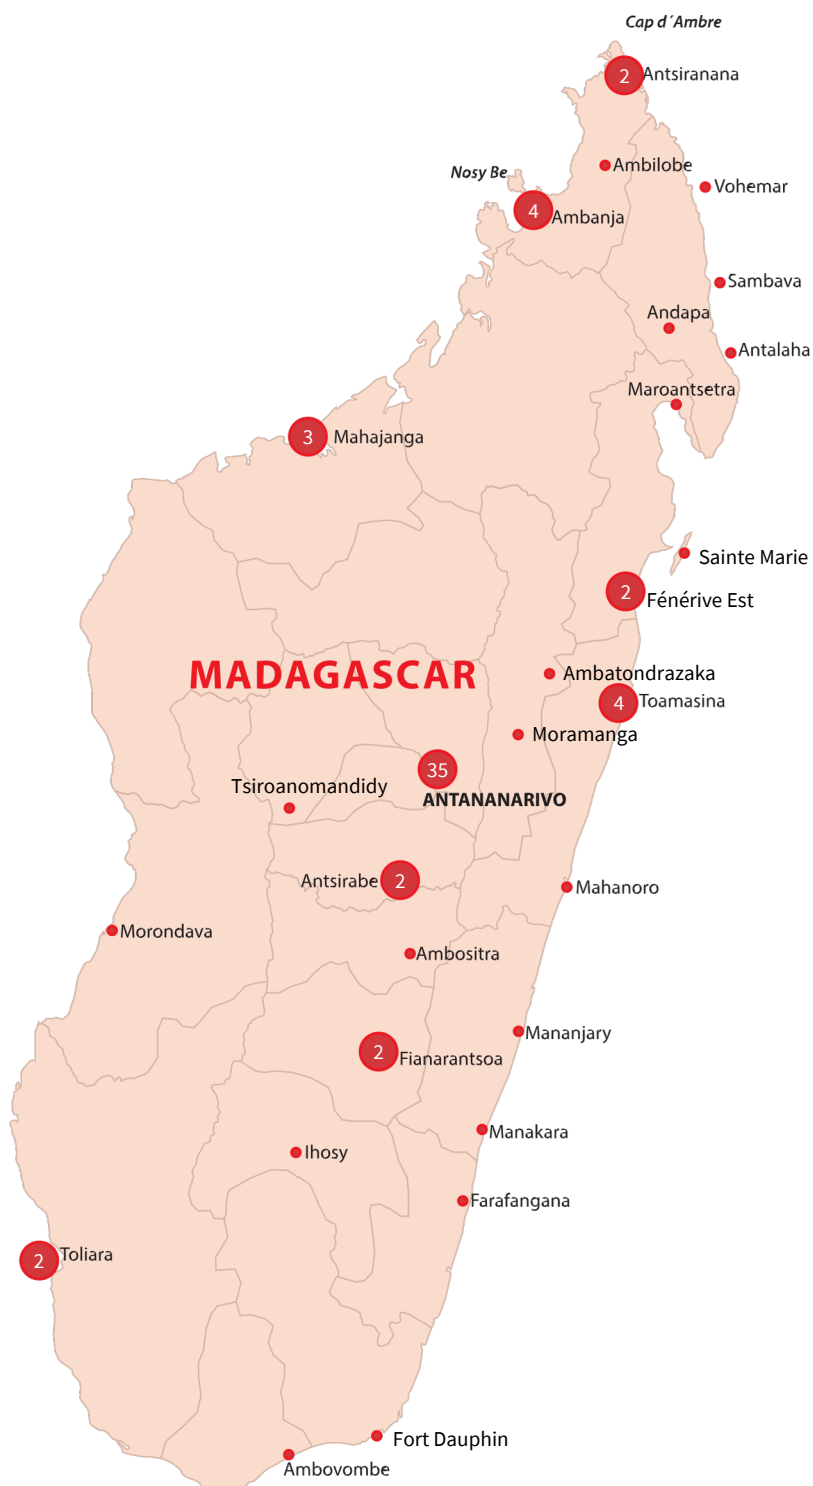 Cap d´Ambre
2 Antsiranana
Ambilobe
Nosy Be
Vohemar
4 Ambanja
Sambava
Andapa
Antalaha
Maroantsetra
3 Mahajanga
Sainte Marie
2 Fénérive Est
MADAGASCAR
Ambatondrazaka
4 Toamasina
Moramanga
35
Tsiroanomandidy
ANTANANARIVO
Antsirabe 2
Mahanoro
Morondava
Ambositra
Mananjary
2 Fianarantsoa
Manakara
Ihosy
Farafangana
2 Toliara
Fort Dauphin
Ambovombe